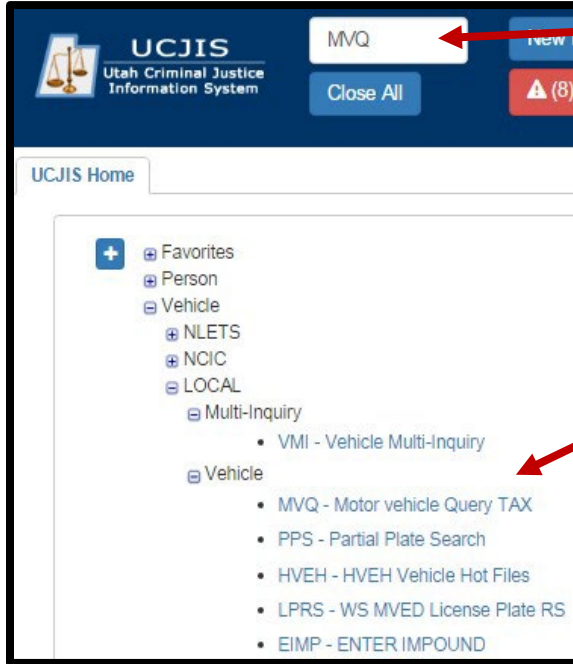 UCJIS
Utah Criminal Justice
Information System
MVQ
New
Close All
(8)
UCJIS Home
Favorites
Person
Vehicle
NLETS
NCIC
LOCAL
Multi-Inquiry
VMI - Vehicle Multi-Inquiry
Vehicle
MVQ - Motor vehicle Query TAX
PPS - Partial Plate Search
HVEH - HVEH Vehicle Hot Files
LPRS - WS MVED License Plate RS
EIMP - ENTER IMPOUND